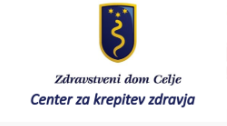 Zdravstveni dom Celje
Center za krepitev zdravja